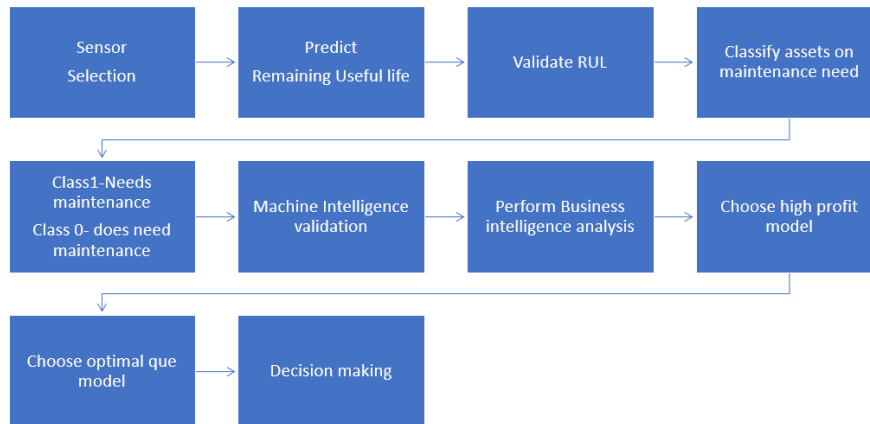 Sensor
Selection
Predict
Remaining Useful life
Validate RUL
Classify assets on
maintenance need
Class1-Needs
maintenance
Class 0- does need
maintenance
Machine Intelligence
validation
Perform Business
intelligence analysis
Choose high profit
model
Choose optimal que
model
Decision making